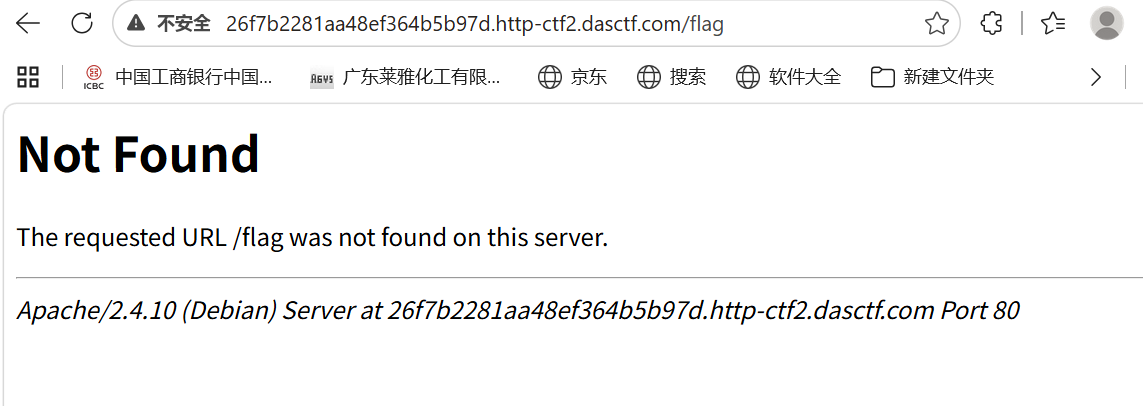 不安全 26f7b2281aa48ef364b5b97d.http-ctf2.dasctf.com/flag
ICBC 中国工商银行中国... AGYS 广东莱雅化工有限... 京东 搜索 软件大全 新建文件夹
Not Found
The requested URL /flag was not found on this server.
Apache/2.4.10 (Debian) Server at 26f7b2281aa48ef364b5b97d.http-ctf2.dasctf.com Port 80